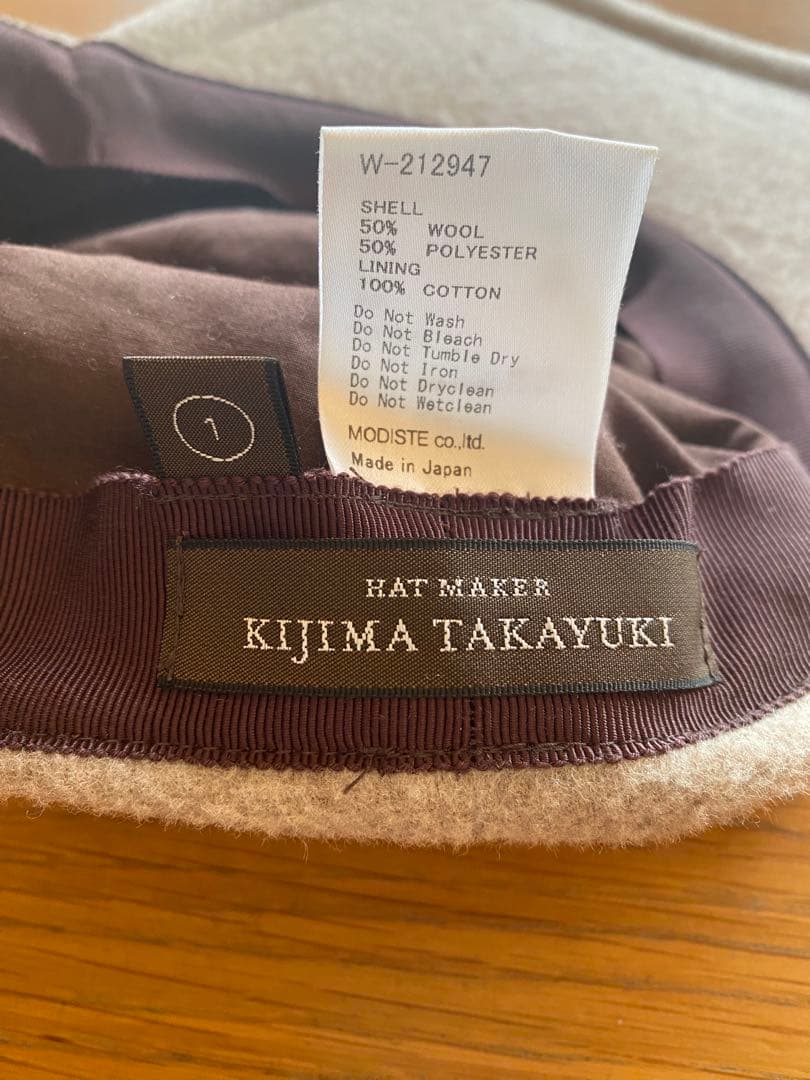 W-212947
SHELL
50% WOOL
50% POLYESTER
LINING
100% COTTON
Do Not Wash
Do Not Bleach
Do Not Tumble Dry
Do Not Iron
Do Not Dryclean
Do Not Wetclean
MODISTE co.,ltd.
Made in Japan
1
HAT MAKER
KIJIMA TAKAYUKI